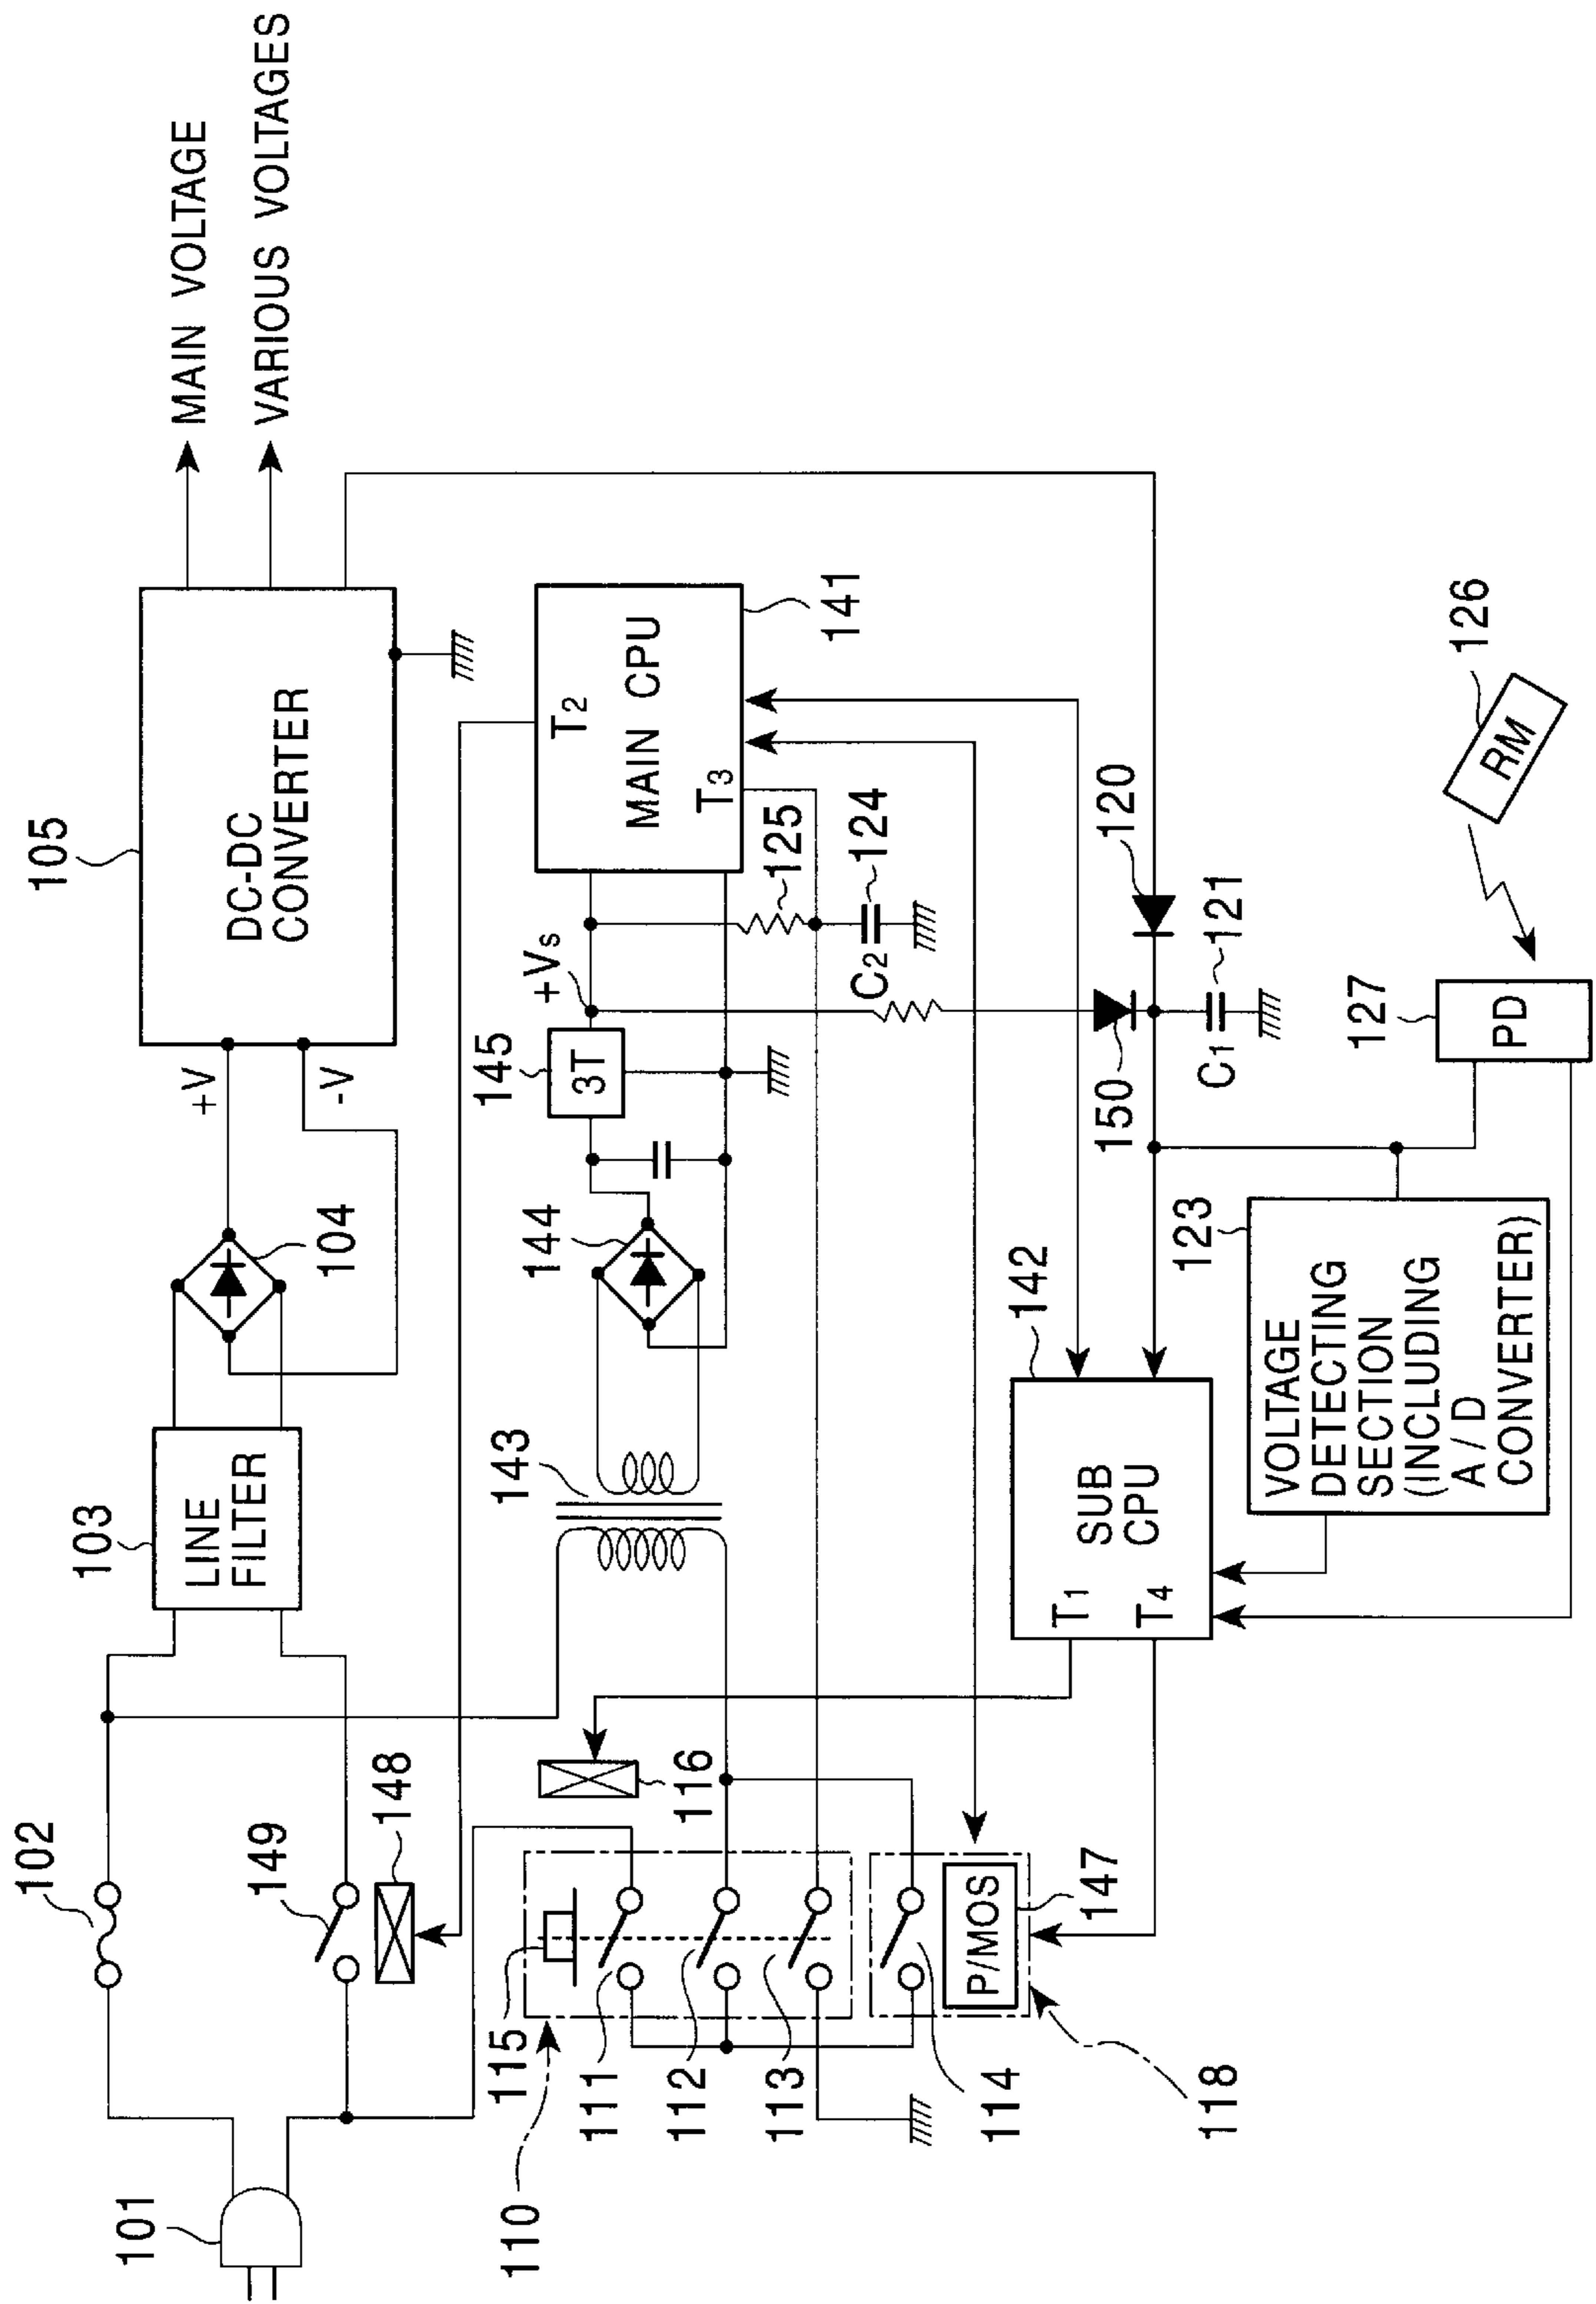 MAIN VOLTAGE
VARIOUS VOLTAGES
105
DC-DC
CONVERTER
+V
-V
104
103
LINE
FILTER
102
149
148
101
141
MAIN CPU
T2
T3
125
124
C2
+Vs
145
3T
144
143
116
115
111
112
113
110
114
118
147
P/MOS
142
SUB
CPU
T1
T4
120
121
C1
150
123
VOLTAGE
DETECTING
SECTION
(INCLUDING
A/D
CONVERTER)
127
PD
126
RM